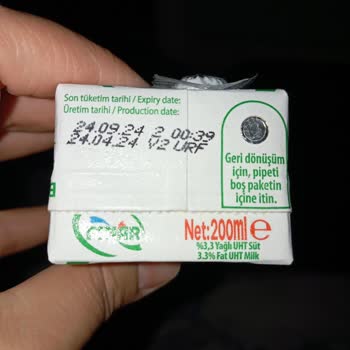 Son tüketim tarihi / Expiry date:
Üretim tarihi / Production date:
24.09.24 2 00:39
24.04.24 V2 URF
Geri dönüşüm
için, pipeti
boş paketin
içine itin.
PINAR
Net:200ml e
%3,3 Yağlı UHT Süt
3.3% Fat UHT Milk